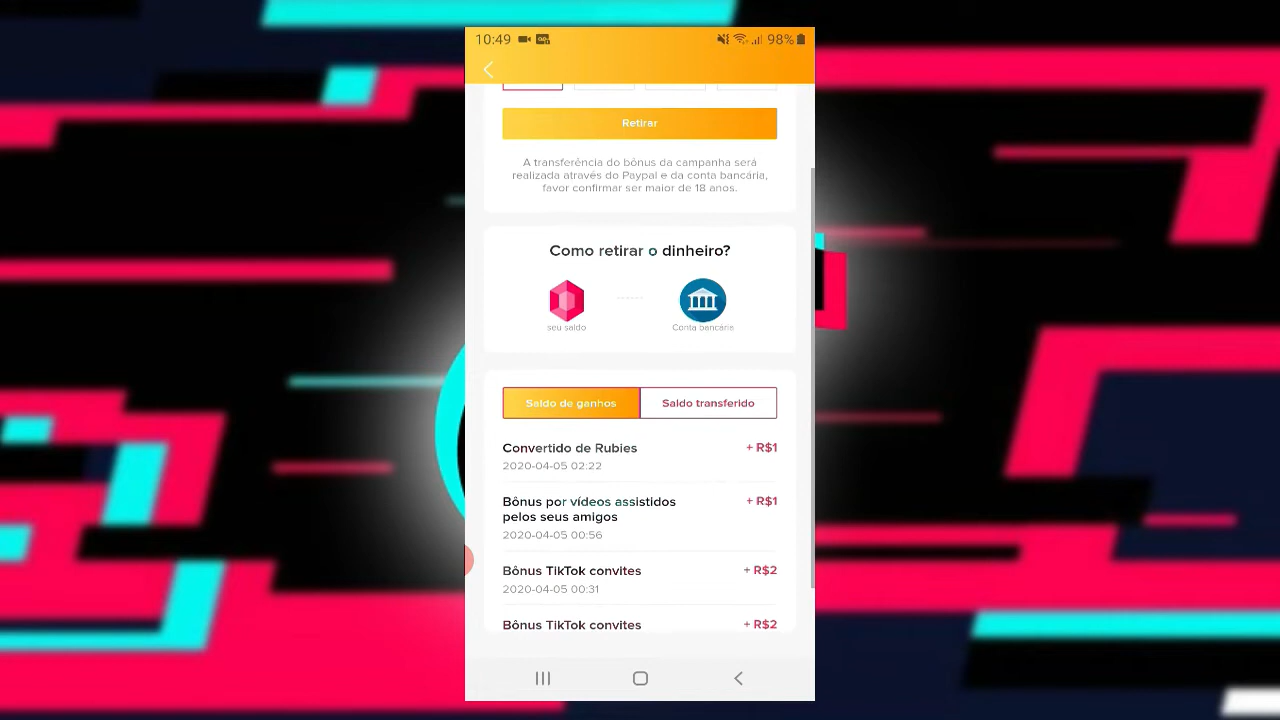 10:49
98%
Retirar
A transferência do bônus da campanha será
realizada através do Paypal e da conta bancária,
favor confirmar ser maior de 18 anos.
Como retirar o dinheiro?
seu saldo
Conta bancária
Saldo de ganhos
Saldo transferido
Convertido de Rubies + R$1
2020-04-05 02:22
Bônus por vídeos assistidos + R$1
pelos seus amigos
2020-04-05 00:56
Bônus TikTok convites + R$2
2020-04-05 00:31
Bônus TikTok convites + R$2